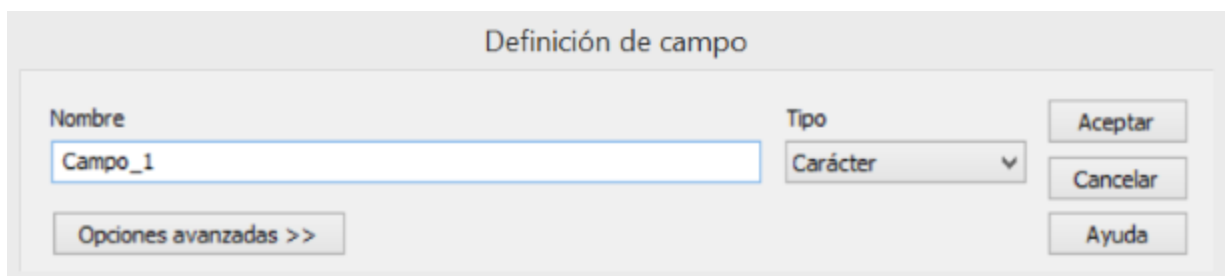 Definición de campo
Nombre
Tipo
Aceptar
Campo_1
Carácter
Cancelar
Opciones avanzadas >>
Ayuda